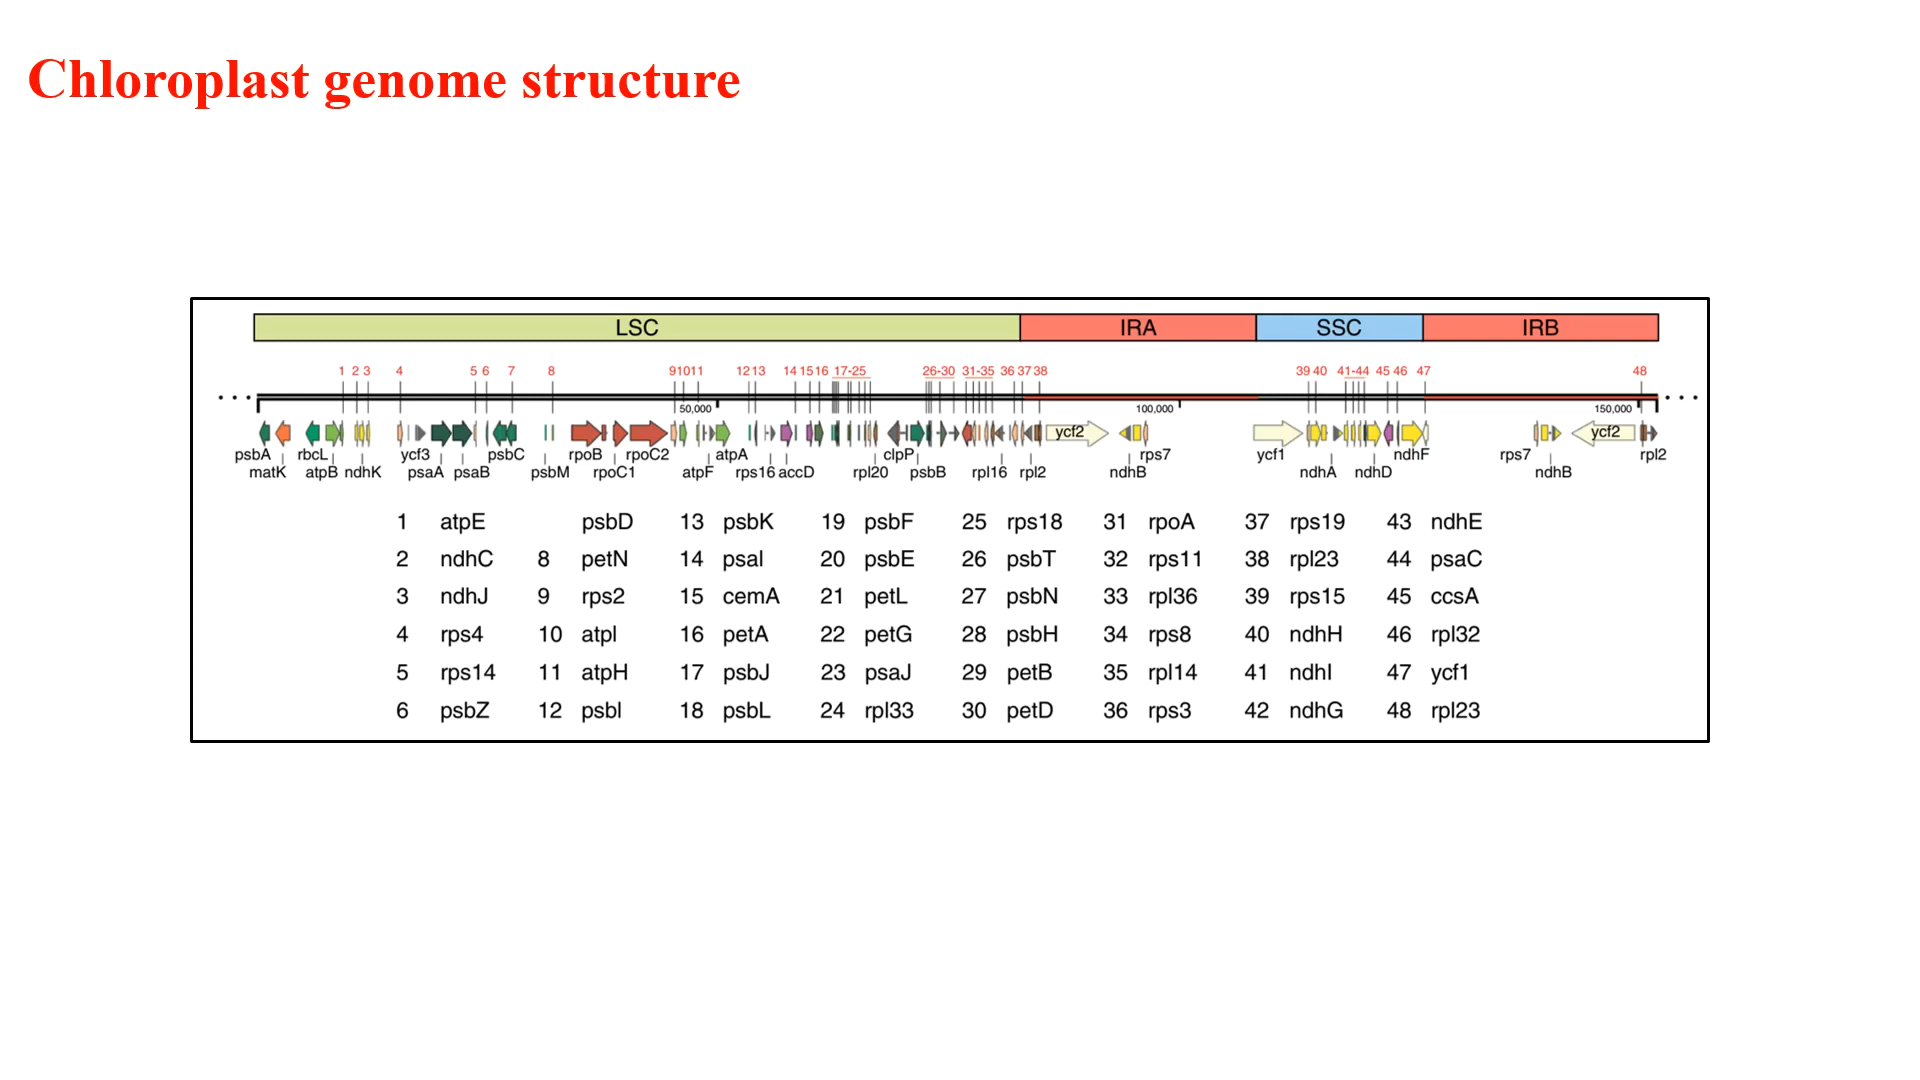 Chloroplast genome structure
LSC IRA SSC IRB
1 2 3 4 5 6 7 8 9 10 11 12 13 14 15 16 17-25 26-30 31-35 36 37 38 39 40 41-44 45 46 47 48
50,000 100,000 150,000
ycf2 ycf2
psbA rbcL ycf3 psbC rpoB rpoC2 atpA clpP rps7 ycf1 ndhF rps7 rpl2
matK atpB ndhK psaA psaB psbM rpoC1 atpF rps16 accD rpl20 psbB rpl16 rpl2 ndhB ndhA ndhD ndhB
1 atpE psbD 13 psbK 19 psbF 25 rps18 31 rpoA 37 rps19 43 ndhE
2 ndhC 8 petN 14 psaI 20 psbE 26 psbT 32 rps11 38 rpl23 44 psaC
3 ndhJ 9 rps2 15 cemA 21 petL 27 psbN 33 rpl36 39 rps15 45 ccsA
4 rps4 10 atpI 16 petA 22 petG 28 psbH 34 rps8 40 ndhH 46 rpl32
5 rps14 11 atpH 17 psbJ 23 psaJ 29 petB 35 rpl14 41 ndhI 47 ycf1
6 psbZ 12 psbI 18 psbL 24 rpl33 30 petD 36 rps3 42 ndhG 48 rpl23